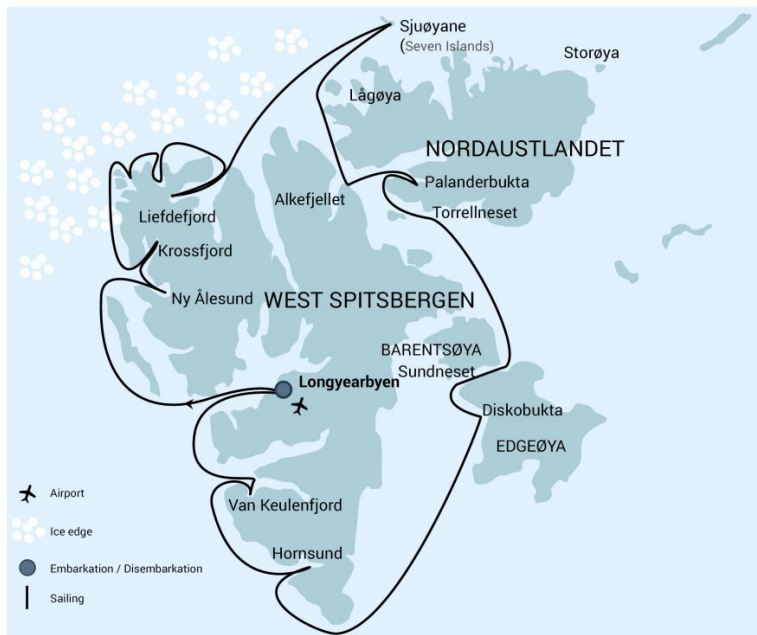 Sjuøyane
(Seven Islands)
Storøya
Lågøya
NORDAUSTLANDET
Palanderbukta
Alkefjellet
Torrellneset
Liefdefjord
Krossfjord
Ny Ålesund
WEST SPITSBERGEN
BARENTSØYA
Sundneset
Longyearbyen
Diskobukta
EDGEØYA
Van Keulenfjord
Hornsund
Airport
Ice edge
Embarkation / Disembarkation
Sailing